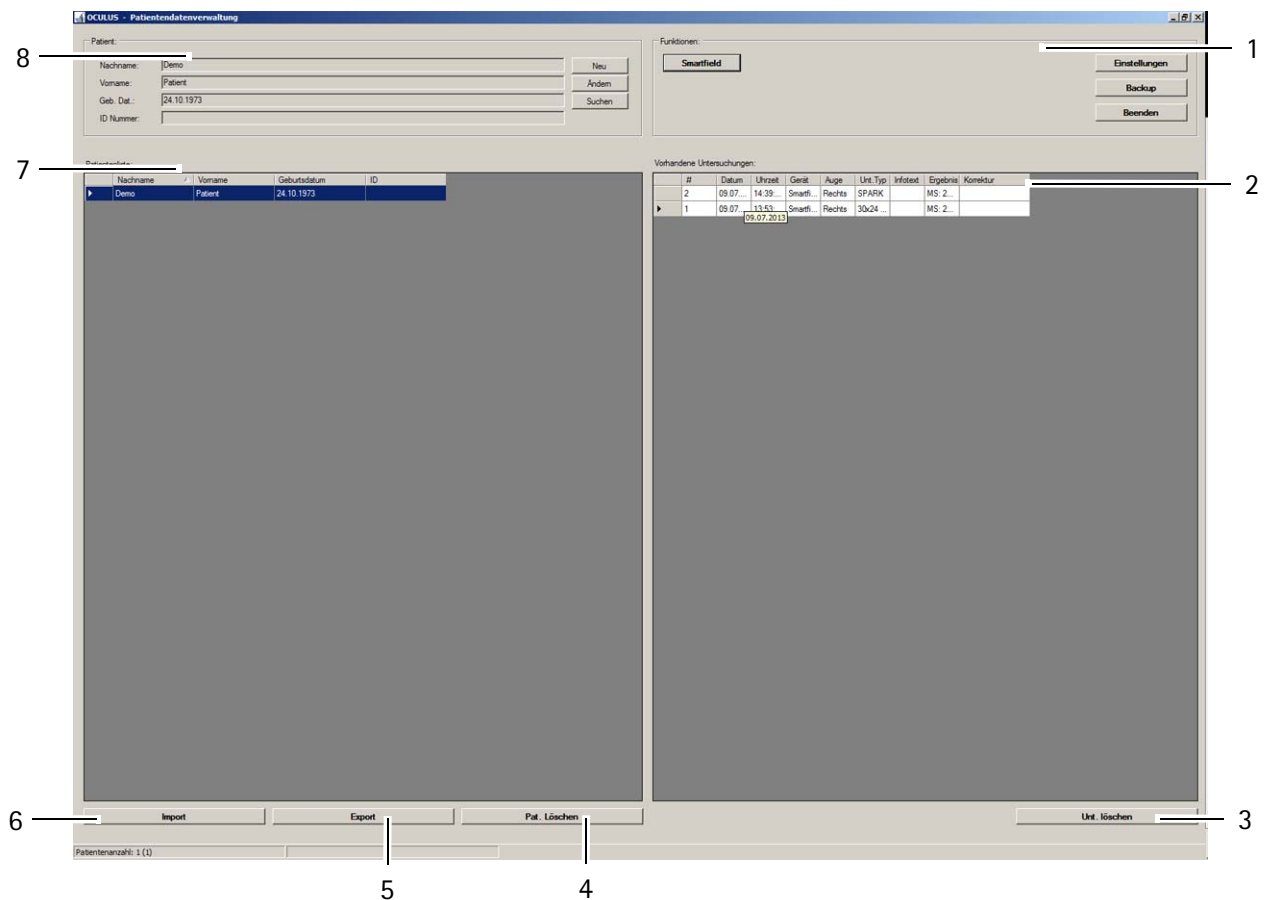 OCULUS - Patientendatenverwaltung
Patient:
Nachname: Demo
Vorname: Patient
Geb. Dat.: 24.10.1973
ID Nummer:
Neu
Ändern
Suchen
Funktionen:
Smartfield
Einstellungen
Backup
Beenden
8
1
Patientenliste:
Nachname Vorname Geburtsdatum ID
Demo Patient 24.10.1973
7
Vorhandene Untersuchungen:
# Datum Uhrzeit Gerät Auge Unt.Typ Infotext Ergebnis Korrektur
2 09.07.... 14:39:... Smartfi... Rechts SPARK MS: 2...
1 09.07... 13:53: Smartfi... Rechts 30x24 ... MS: 2...
09.07.2013
2
6
Import
Export
Pat. Löschen
Unt. löschen
3
Patientenanzahl: 1 (1)
5
4